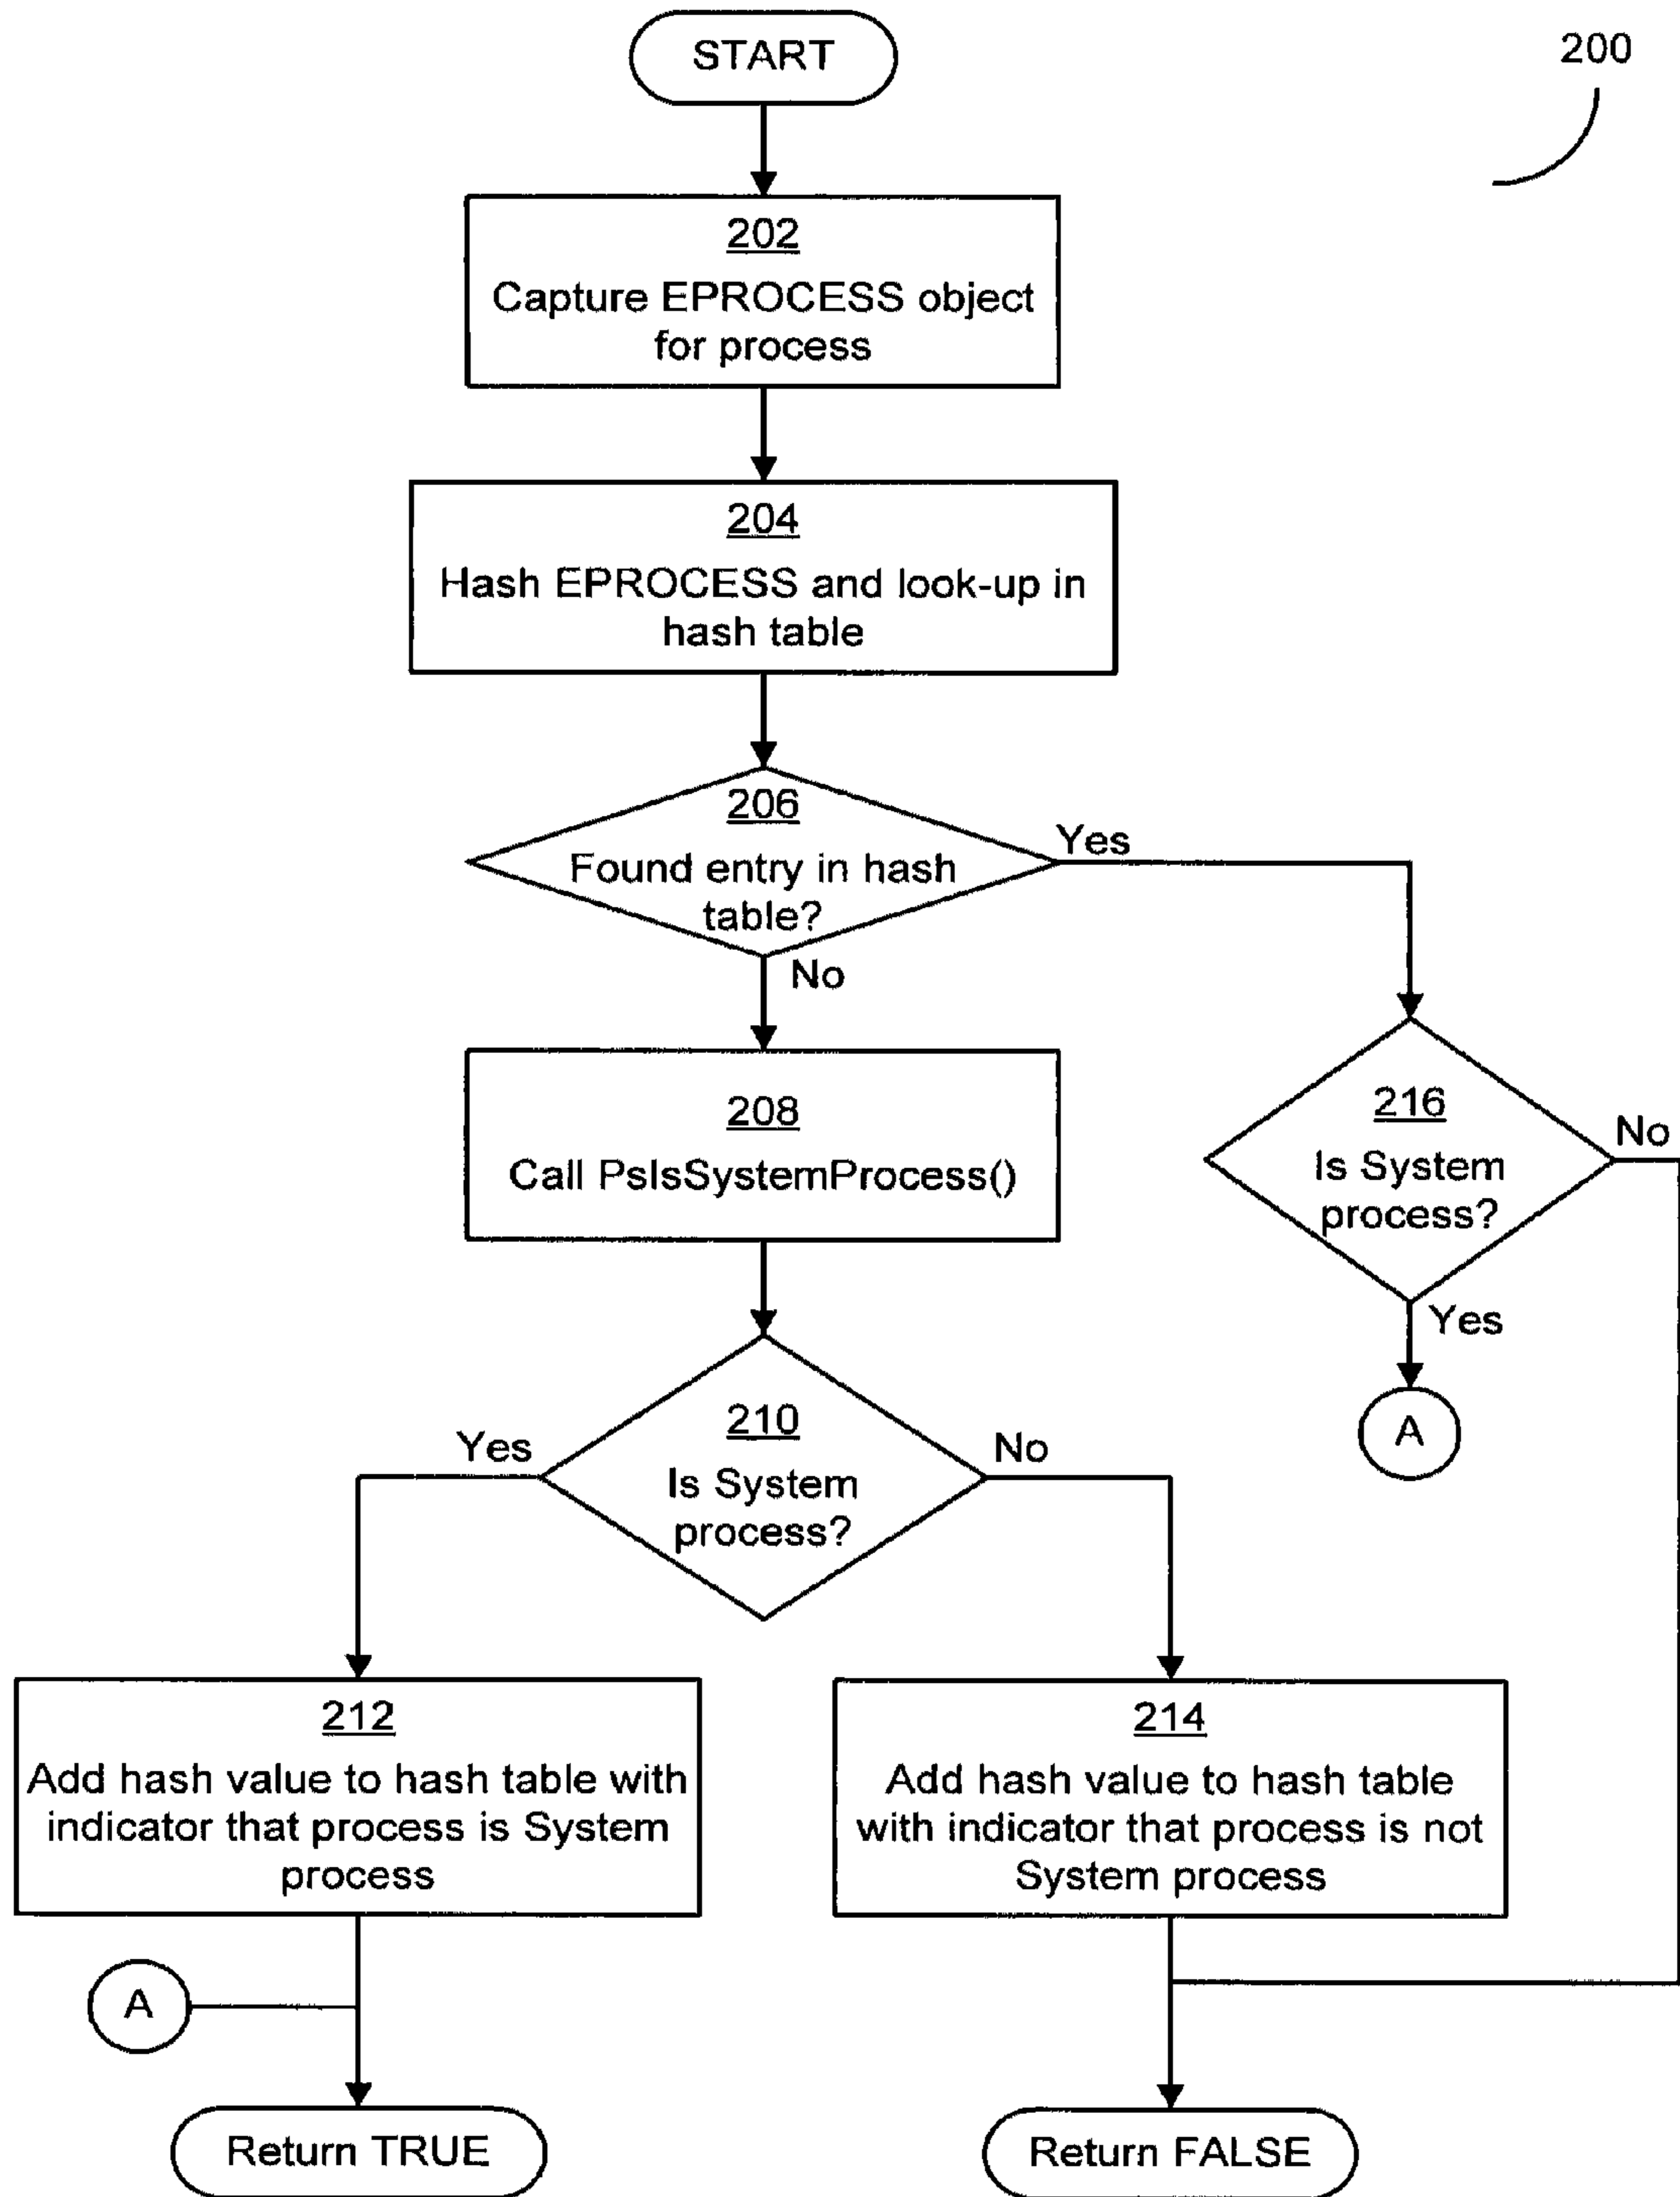 START
200
202
Capture EPROCESS object
for process
204
Hash EPROCESS and look-up in
hash table
206
Found entry in hash
table?
Yes
No
208
Call PsIsSystemProcess()
216
Is System
process?
No
Yes
A
210
Is System
process?
Yes
No
212
Add hash value to hash table with
indicator that process is System
process
214
Add hash value to hash table
with indicator that process is not
System process
A
Return TRUE
Return FALSE